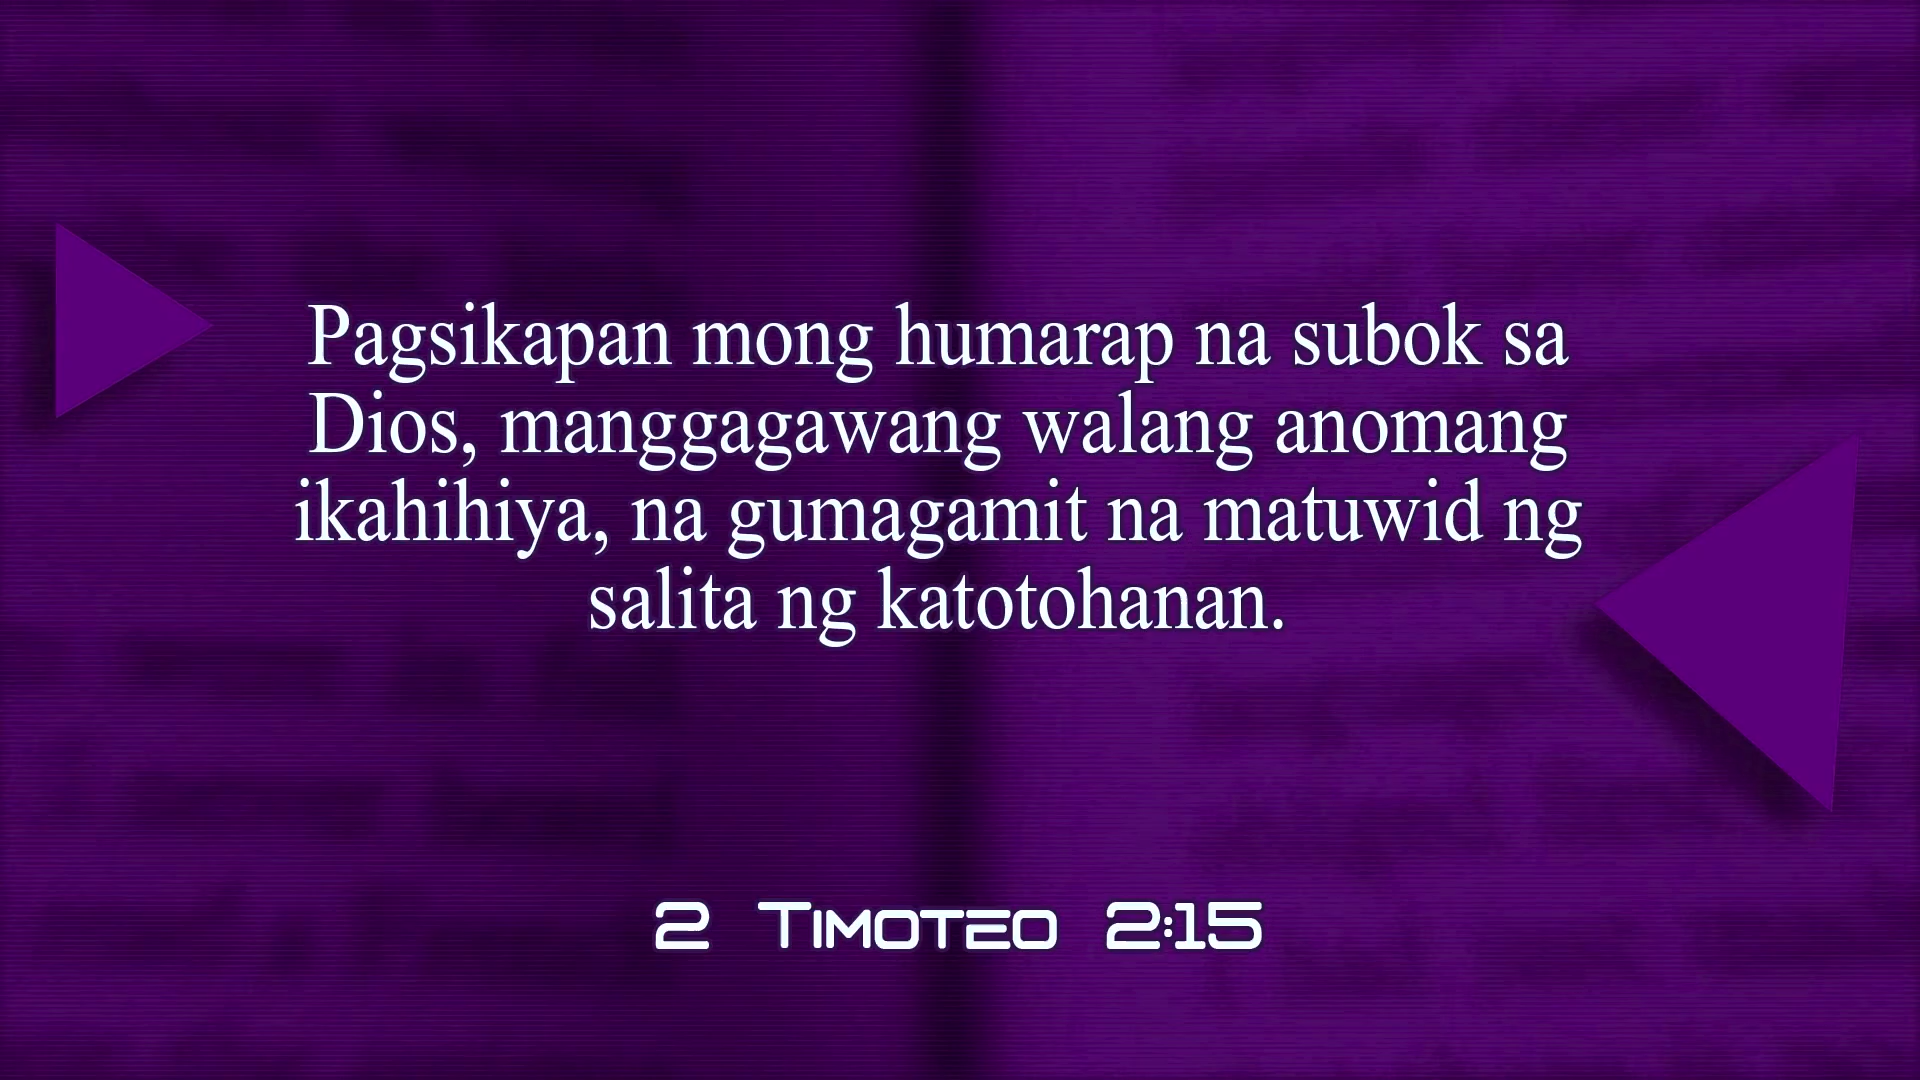 Pagsikapan mong humarap na subok sa
Dios, manggagawang walang anomang
ikahihiya, na gumagamit na matuwid ng
salita ng katotohanan.
2 Timoteo 2:15